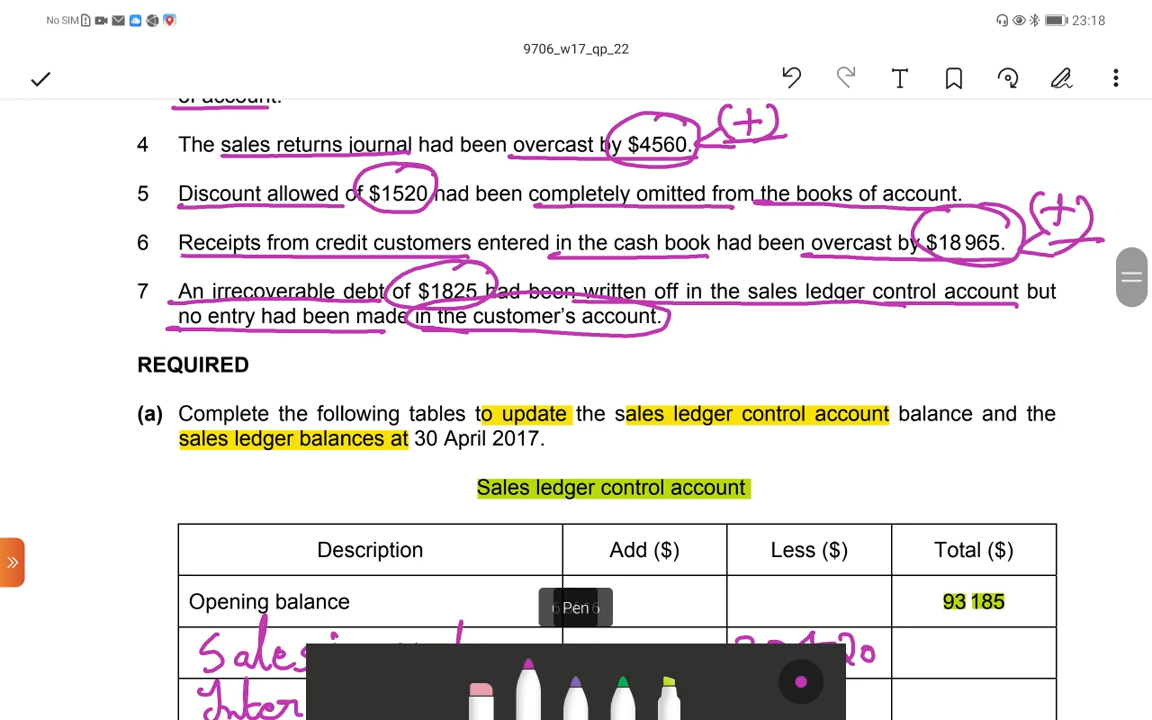 No SIM 23:18
9706_w17_qp_22
of account.
4 The sales returns journal had been overcast by $4560. (+)
5 Discount allowed of $1520 had been completely omitted from the books of account.
6 Receipts from credit customers entered in the cash book had been overcast by $18 965. (+)
7 An irrecoverable debt of $1825 had been written off in the sales ledger control account but
no entry had been made in the customer's account.
REQUIRED
(a) Complete the following tables to update the sales ledger control account balance and the
sales ledger balances at 30 April 2017.
Sales ledger control account
Description Add ($) Less ($) Total ($)
Opening balance 93 185
Pen
Sales
Inter